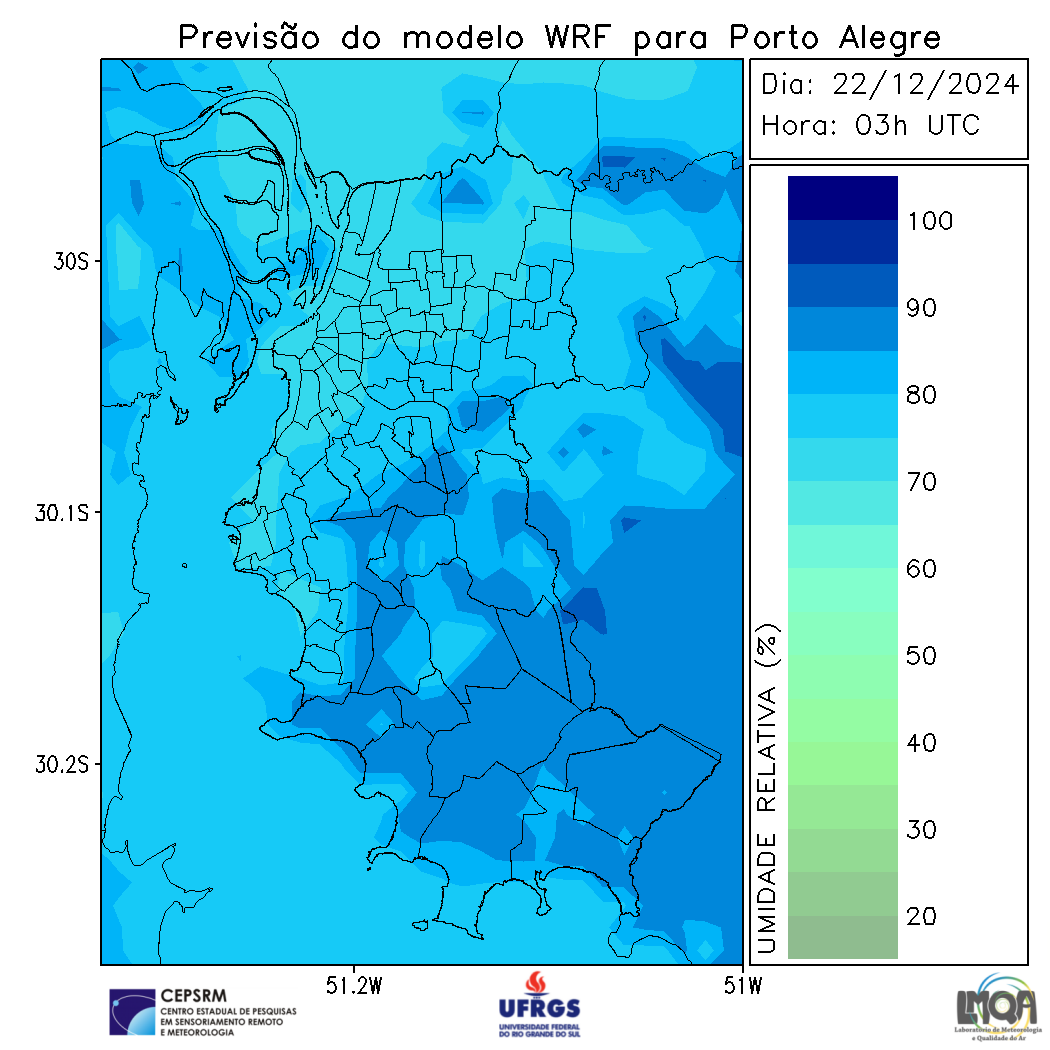 Previsão do modelo WRF para Porto Alegre
Dia: 22/12/2024
Hora: 03h UTC
30S
30.1S
30.2S
51.2W
51W
UMIDADE RELATIVA (%)
100
90
80
70
60
50
40
30
20
CEPSRM
CENTRO ESTADUAL DE PESQUISAS
EM SENSORIAMENTO REMOTO
E METEOROLOGIA
UFRGS
UNIVERSIDADE FEDERAL
DO RIO GRANDE DO SUL
LMQA
Laboratório de Meteorologia
e Qualidade do Ar